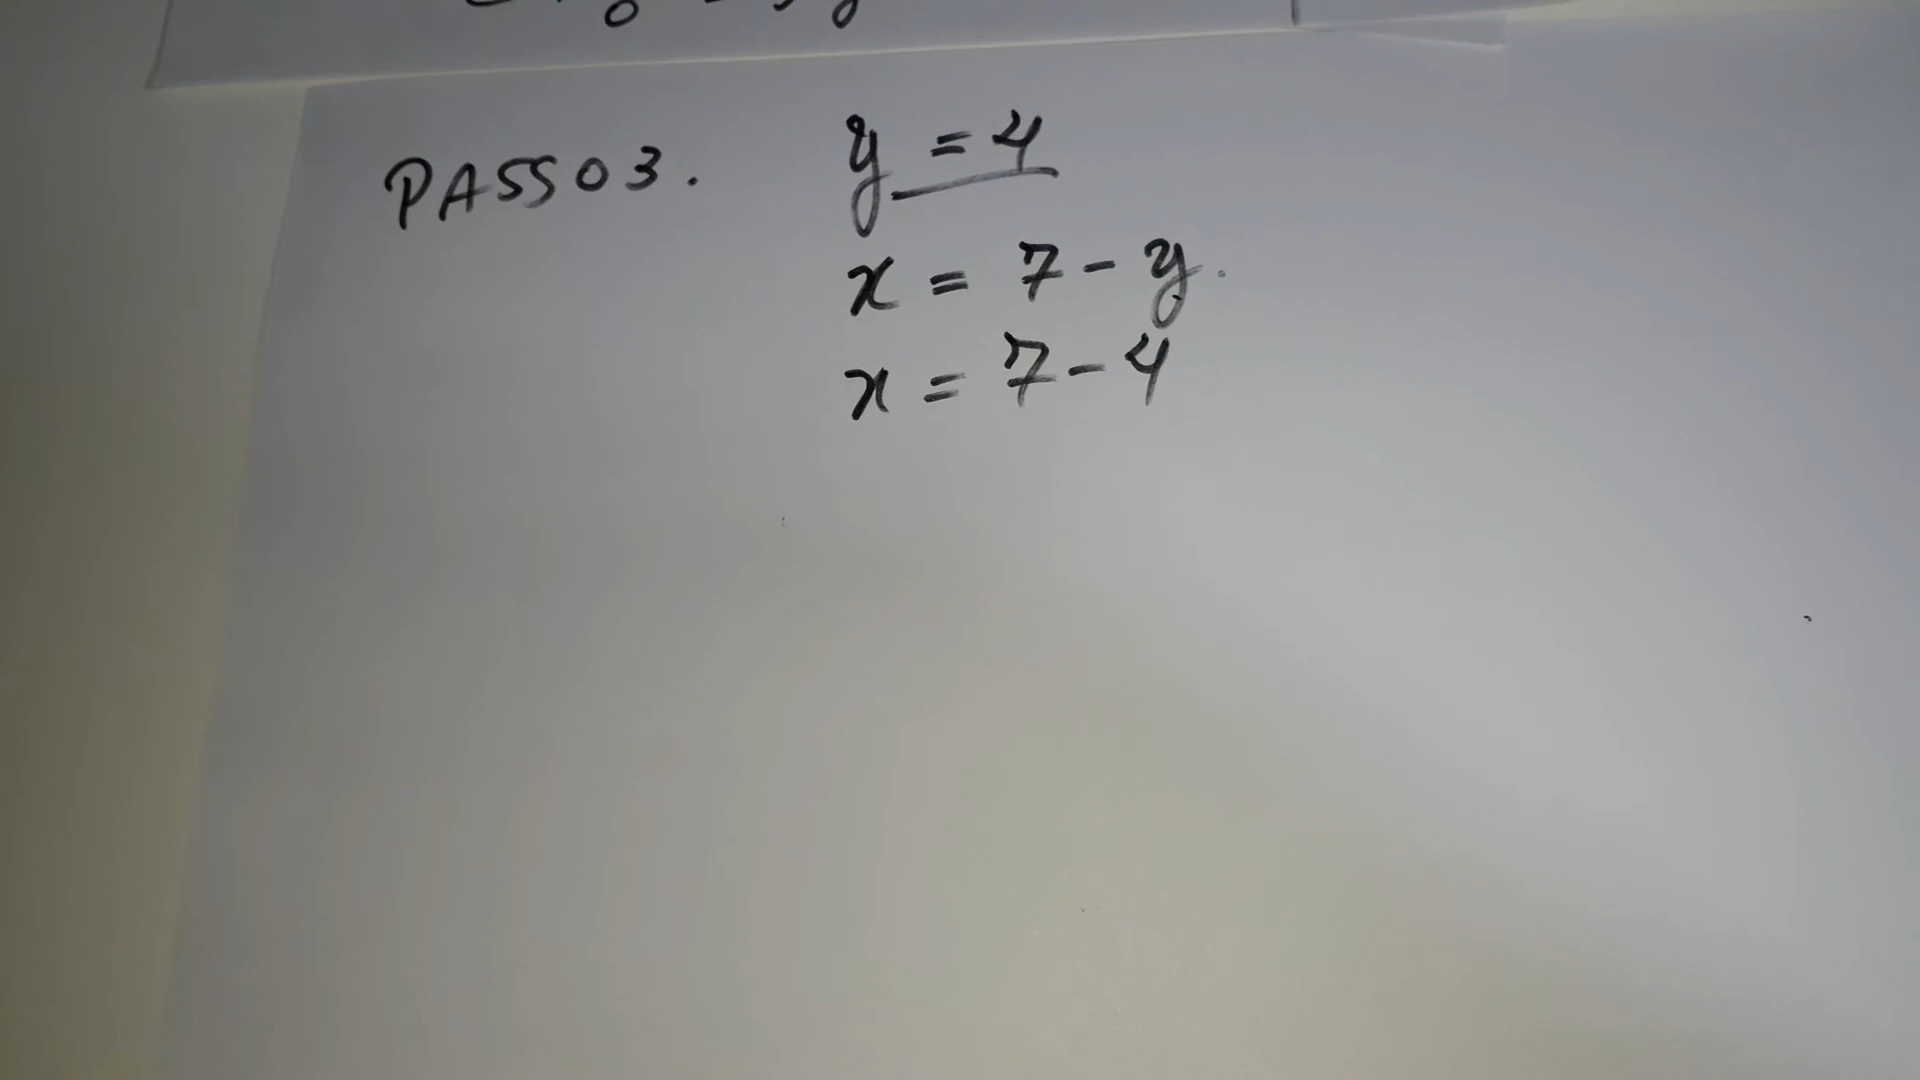 PASSO 3. y = 4
x = 7 - y.
x = 7 - 4